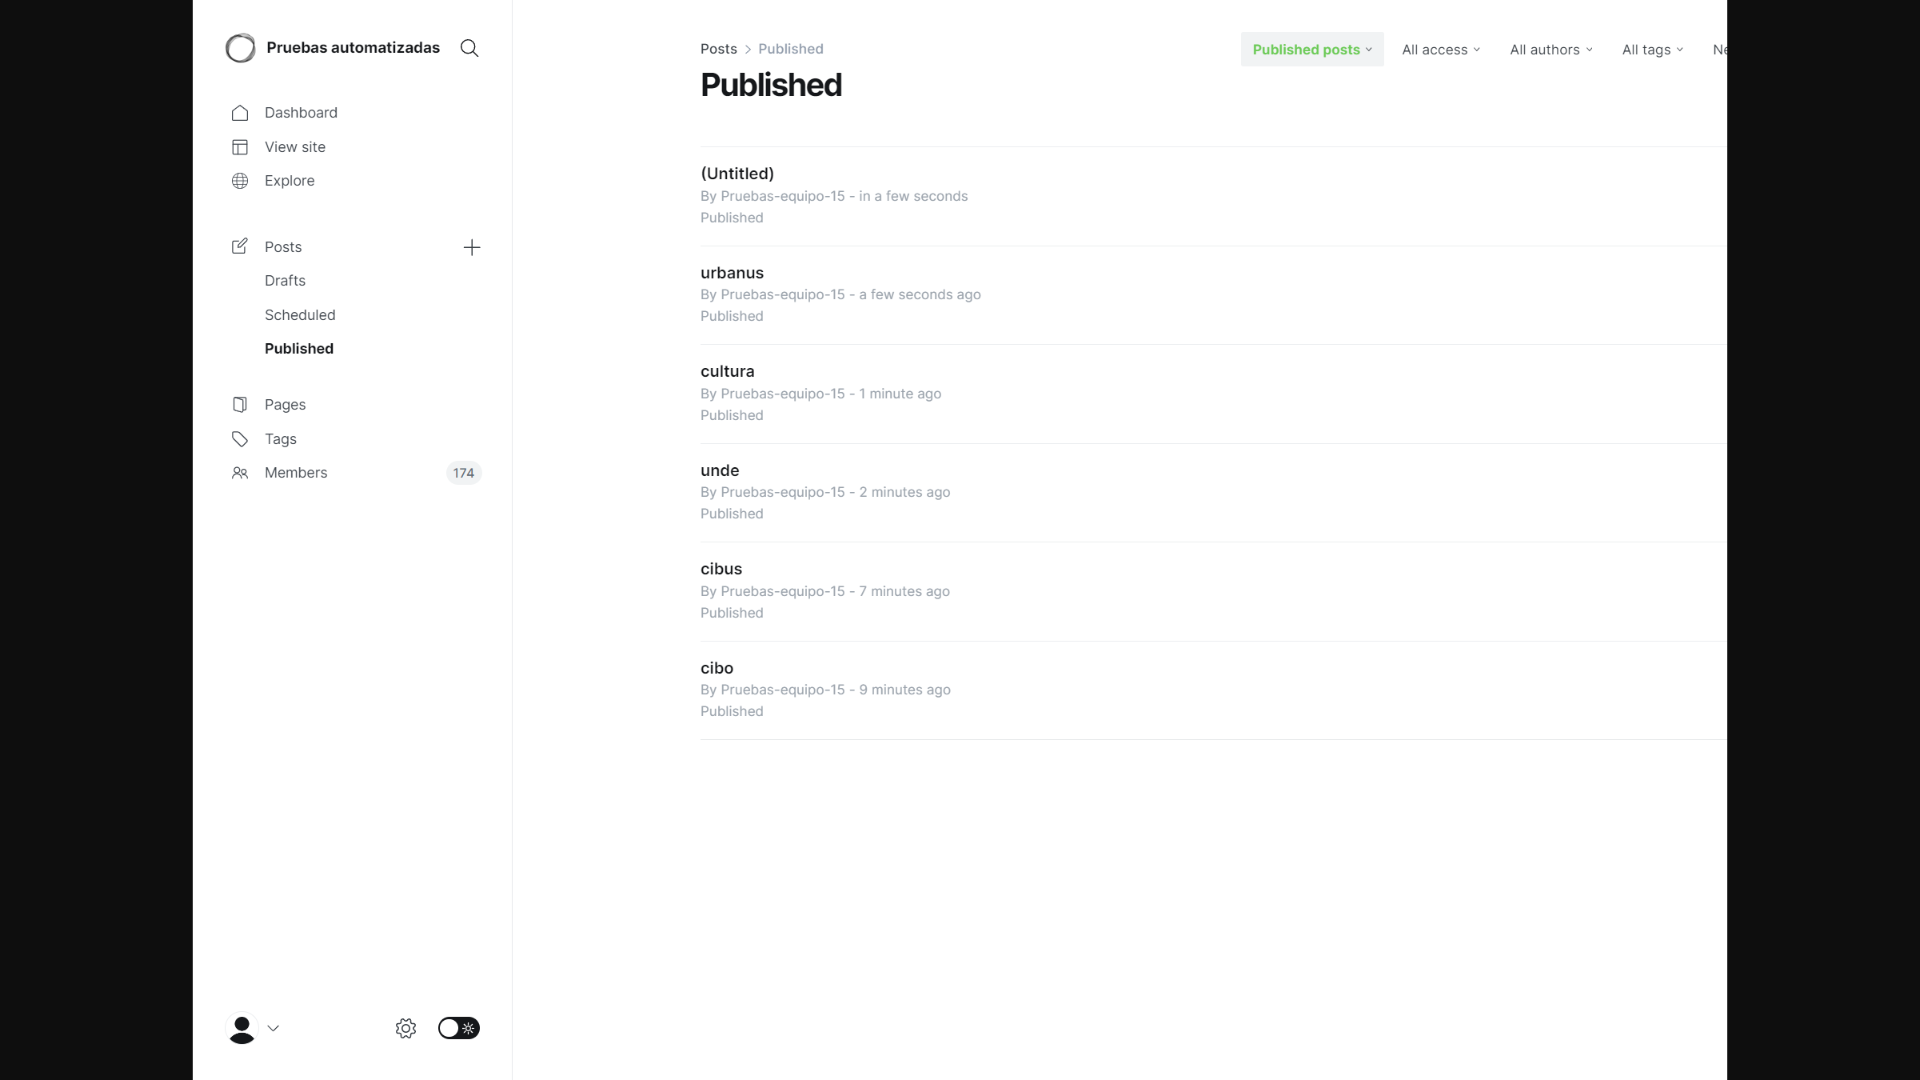 Pruebas automatizadas
Dashboard
View site
Explore
Posts
Drafts
Scheduled
Published
Pages
Tags
Members 174
Posts > Published
Published
Published posts
All access
All authors
All tags
(Untitled)
By Pruebas-equipo-15 - in a few seconds
Published
urbanus
By Pruebas-equipo-15 - a few seconds ago
Published
cultura
By Pruebas-equipo-15 - 1 minute ago
Published
unde
By Pruebas-equipo-15 - 2 minutes ago
Published
cibus
By Pruebas-equipo-15 - 7 minutes ago
Published
cibo
By Pruebas-equipo-15 - 9 minutes ago
Published